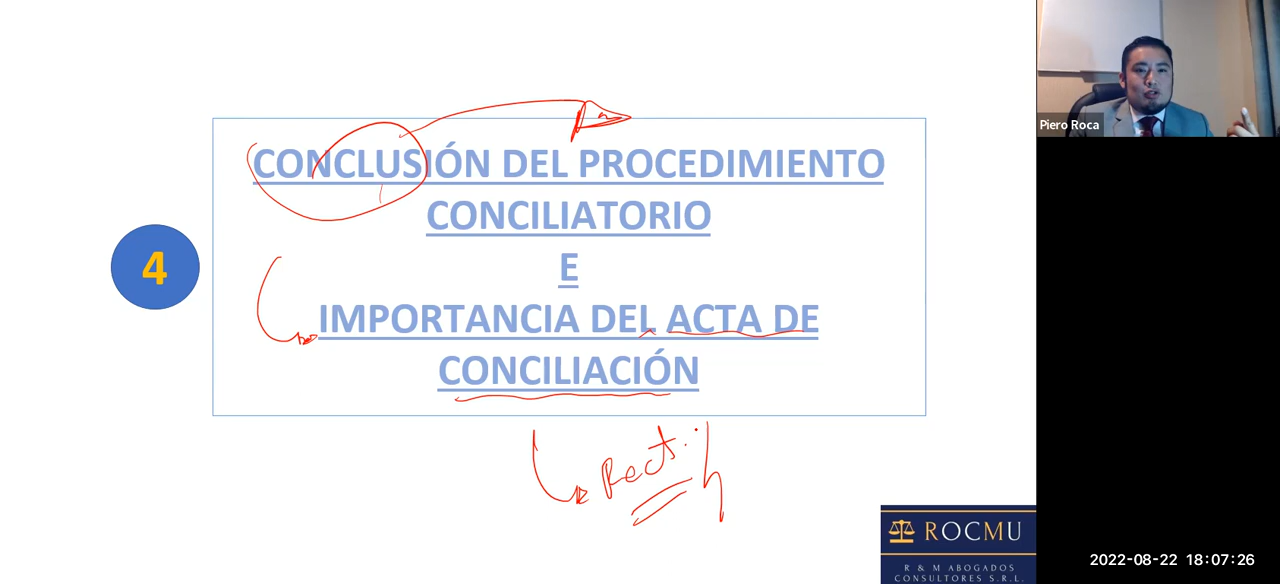 CONCLUSIÓN DEL PROCEDIMIENTO
CONCILIATORIO
E
IMPORTANCIA DEL ACTA DE
CONCILIACIÓN
4
Piero Roca
ROCMU
R & M ABOGADOS
CONSULTORES S.R.L.
2022-08-22 18:07:26